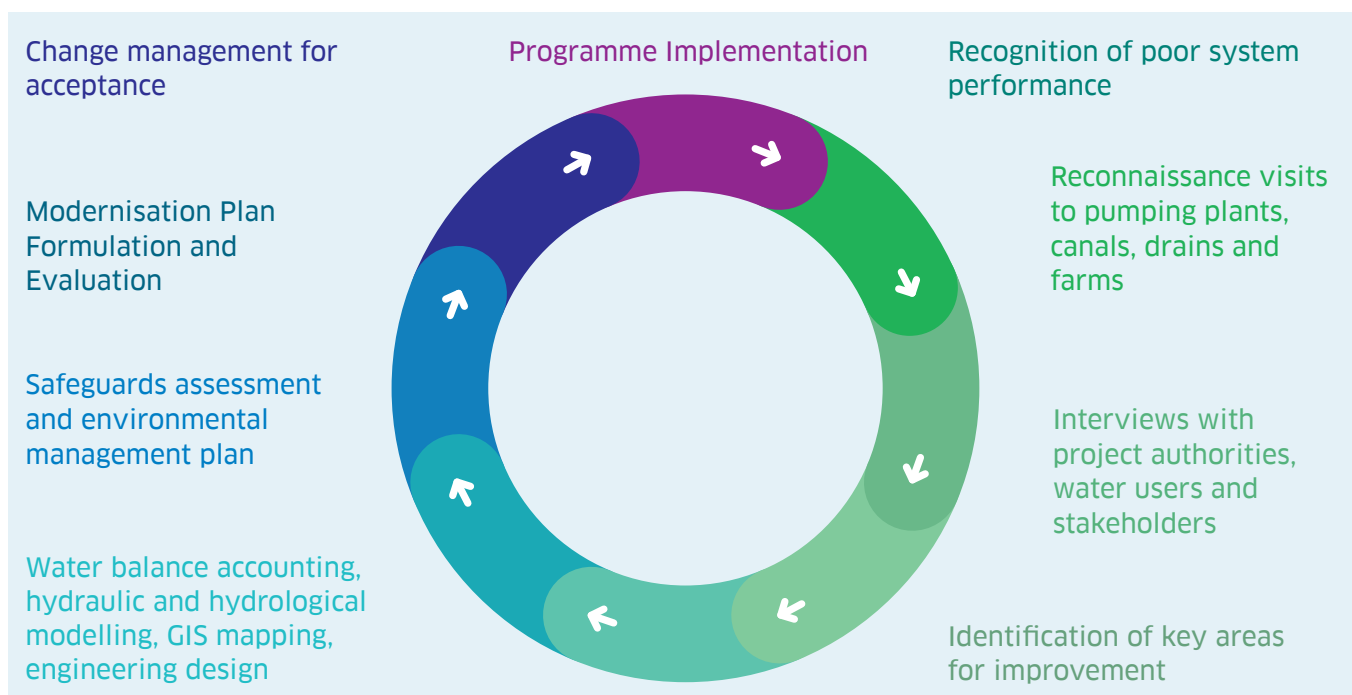 Programme Implementation
Recognition of poor system
performance
Reconnaissance visits
to pumping plants,
canals, drains and
farms
Interviews with
project authorities,
water users and
stakeholders
Identification of key areas
for improvement
Water balance accounting,
hydraulic and hydrological
modelling, GIS mapping,
engineering design
Safeguards assessment
and environmental
management plan
Modernisation Plan
Formulation and
Evaluation
Change management for
acceptance